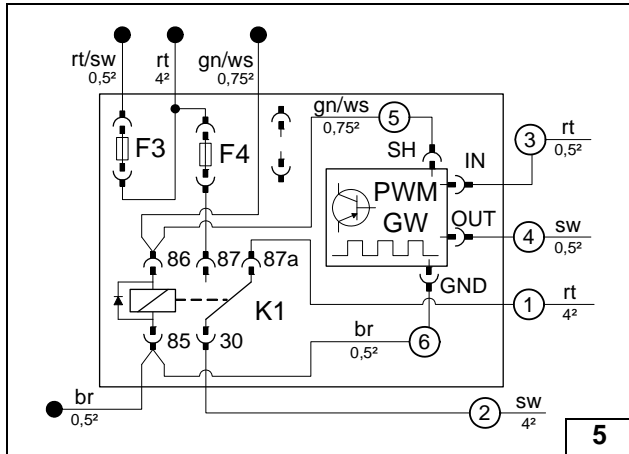 rt/sw
0,5²
rt
4²
gn/ws
0,75²
gn/ws
0,75²
5
3
rt
0,5²
F3
F4
SH
IN
PWM
GW
OUT
4
sw
0,5²
86
87
87a
GND
1
rt
4²
K1
85
30
br
0,5²
6
br
0,5²
2
sw
4²
5